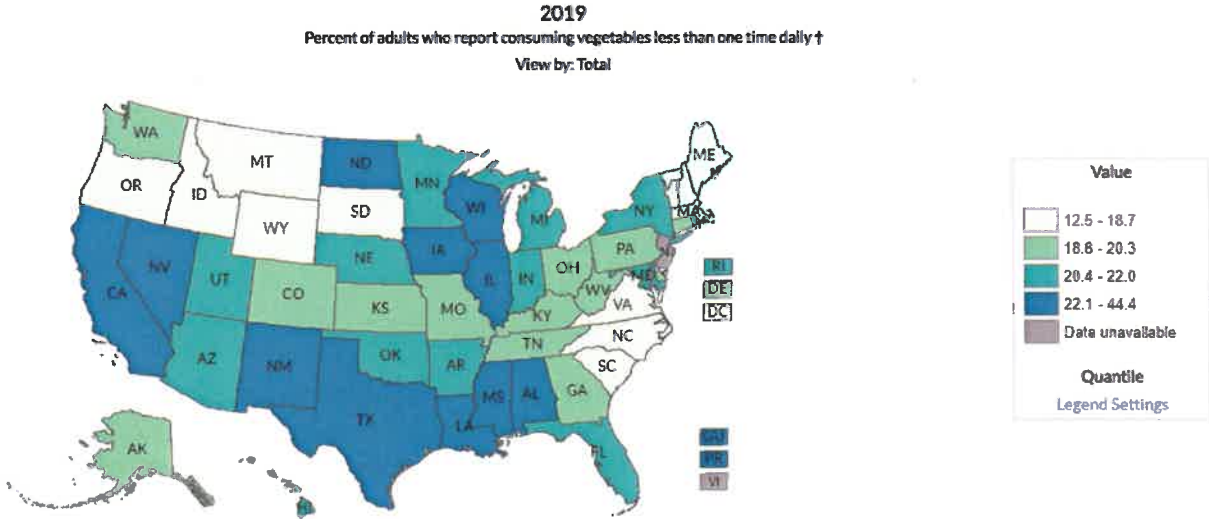 2019
Percent of adults who report consuming vegetables less than one time daily †
View by: Total
WA
MT
ND
ME
OR
ID
MN
SD
WI
MI
NY
MA
WY
IA
PA
NE
NV
UT
IL
IN
OH
RI
CA
CO
WV
DE
KS
MO
KY
VA
DC
TN
NC
AZ
NM
OK
AR
SC
MS
AL
GA
TX
LA
GU
AK
FL
PR
VI
HI
Value
12.5 - 18.7
18.8 - 20.3
20.4 - 22.0
22.1 - 44.4
Data unavailable
Quantile
Legend Settings